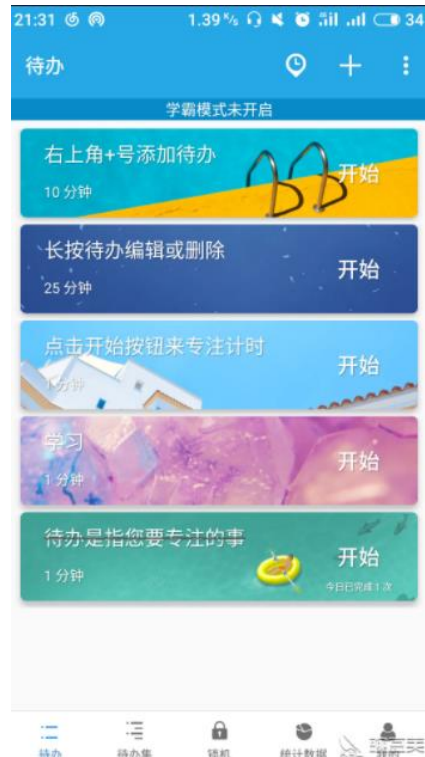 21:31 1.39 K/s 34
待办
学霸模式未开启
右上角+号添加待办
开始
10 分钟
长按待办编辑或删除
开始
25 分钟
点击开始按钮来专注计时
开始
1 分钟
学习
开始
1 分钟
待办是指您要专注的事
开始
1 分钟
今日已完成 1 次
待办 待办集 锁机 统计数据